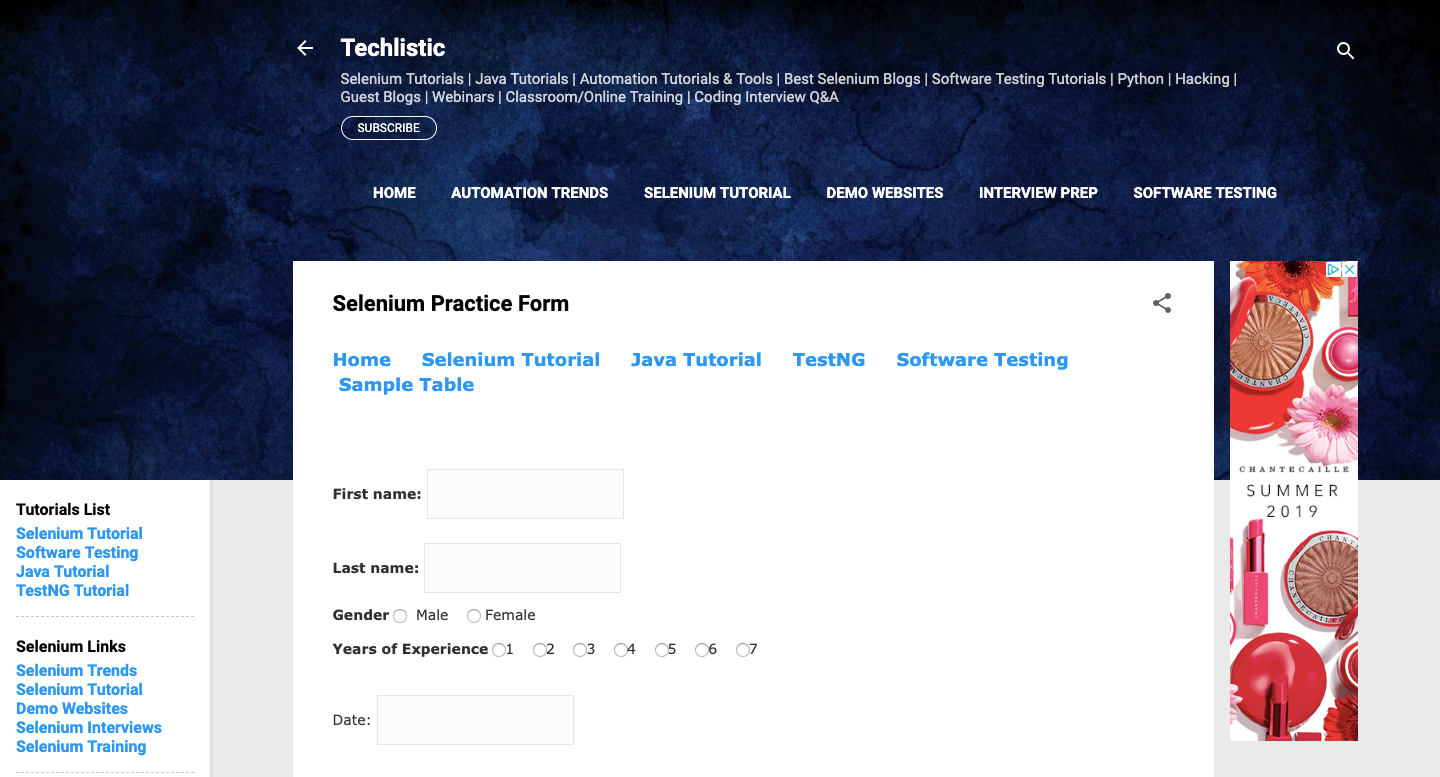 Techlistic
Selenium Tutorials | Java Tutorials | Automation Tutorials & Tools | Best Selenium Blogs | Software Testing Tutorials | Python | Hacking |
Guest Blogs | Webinars | Classroom/Online Training | Coding Interview Q&A
SUBSCRIBE
HOME AUTOMATION TRENDS SELENIUM TUTORIAL DEMO WEBSITES INTERVIEW PREP SOFTWARE TESTING
Selenium Practice Form
Home Selenium Tutorial Java Tutorial TestNG Software Testing
Sample Table
First name:
Last name:
Gender Male Female
Years of Experience 1 2 3 4 5 6 7
Date:
Tutorials List
Selenium Tutorial
Software Testing
Java Tutorial
TestNG Tutorial
Selenium Links
Selenium Trends
Selenium Tutorial
Demo Websites
Selenium Interviews
Selenium Training
CHANTECAILLE
SUMMER
2019